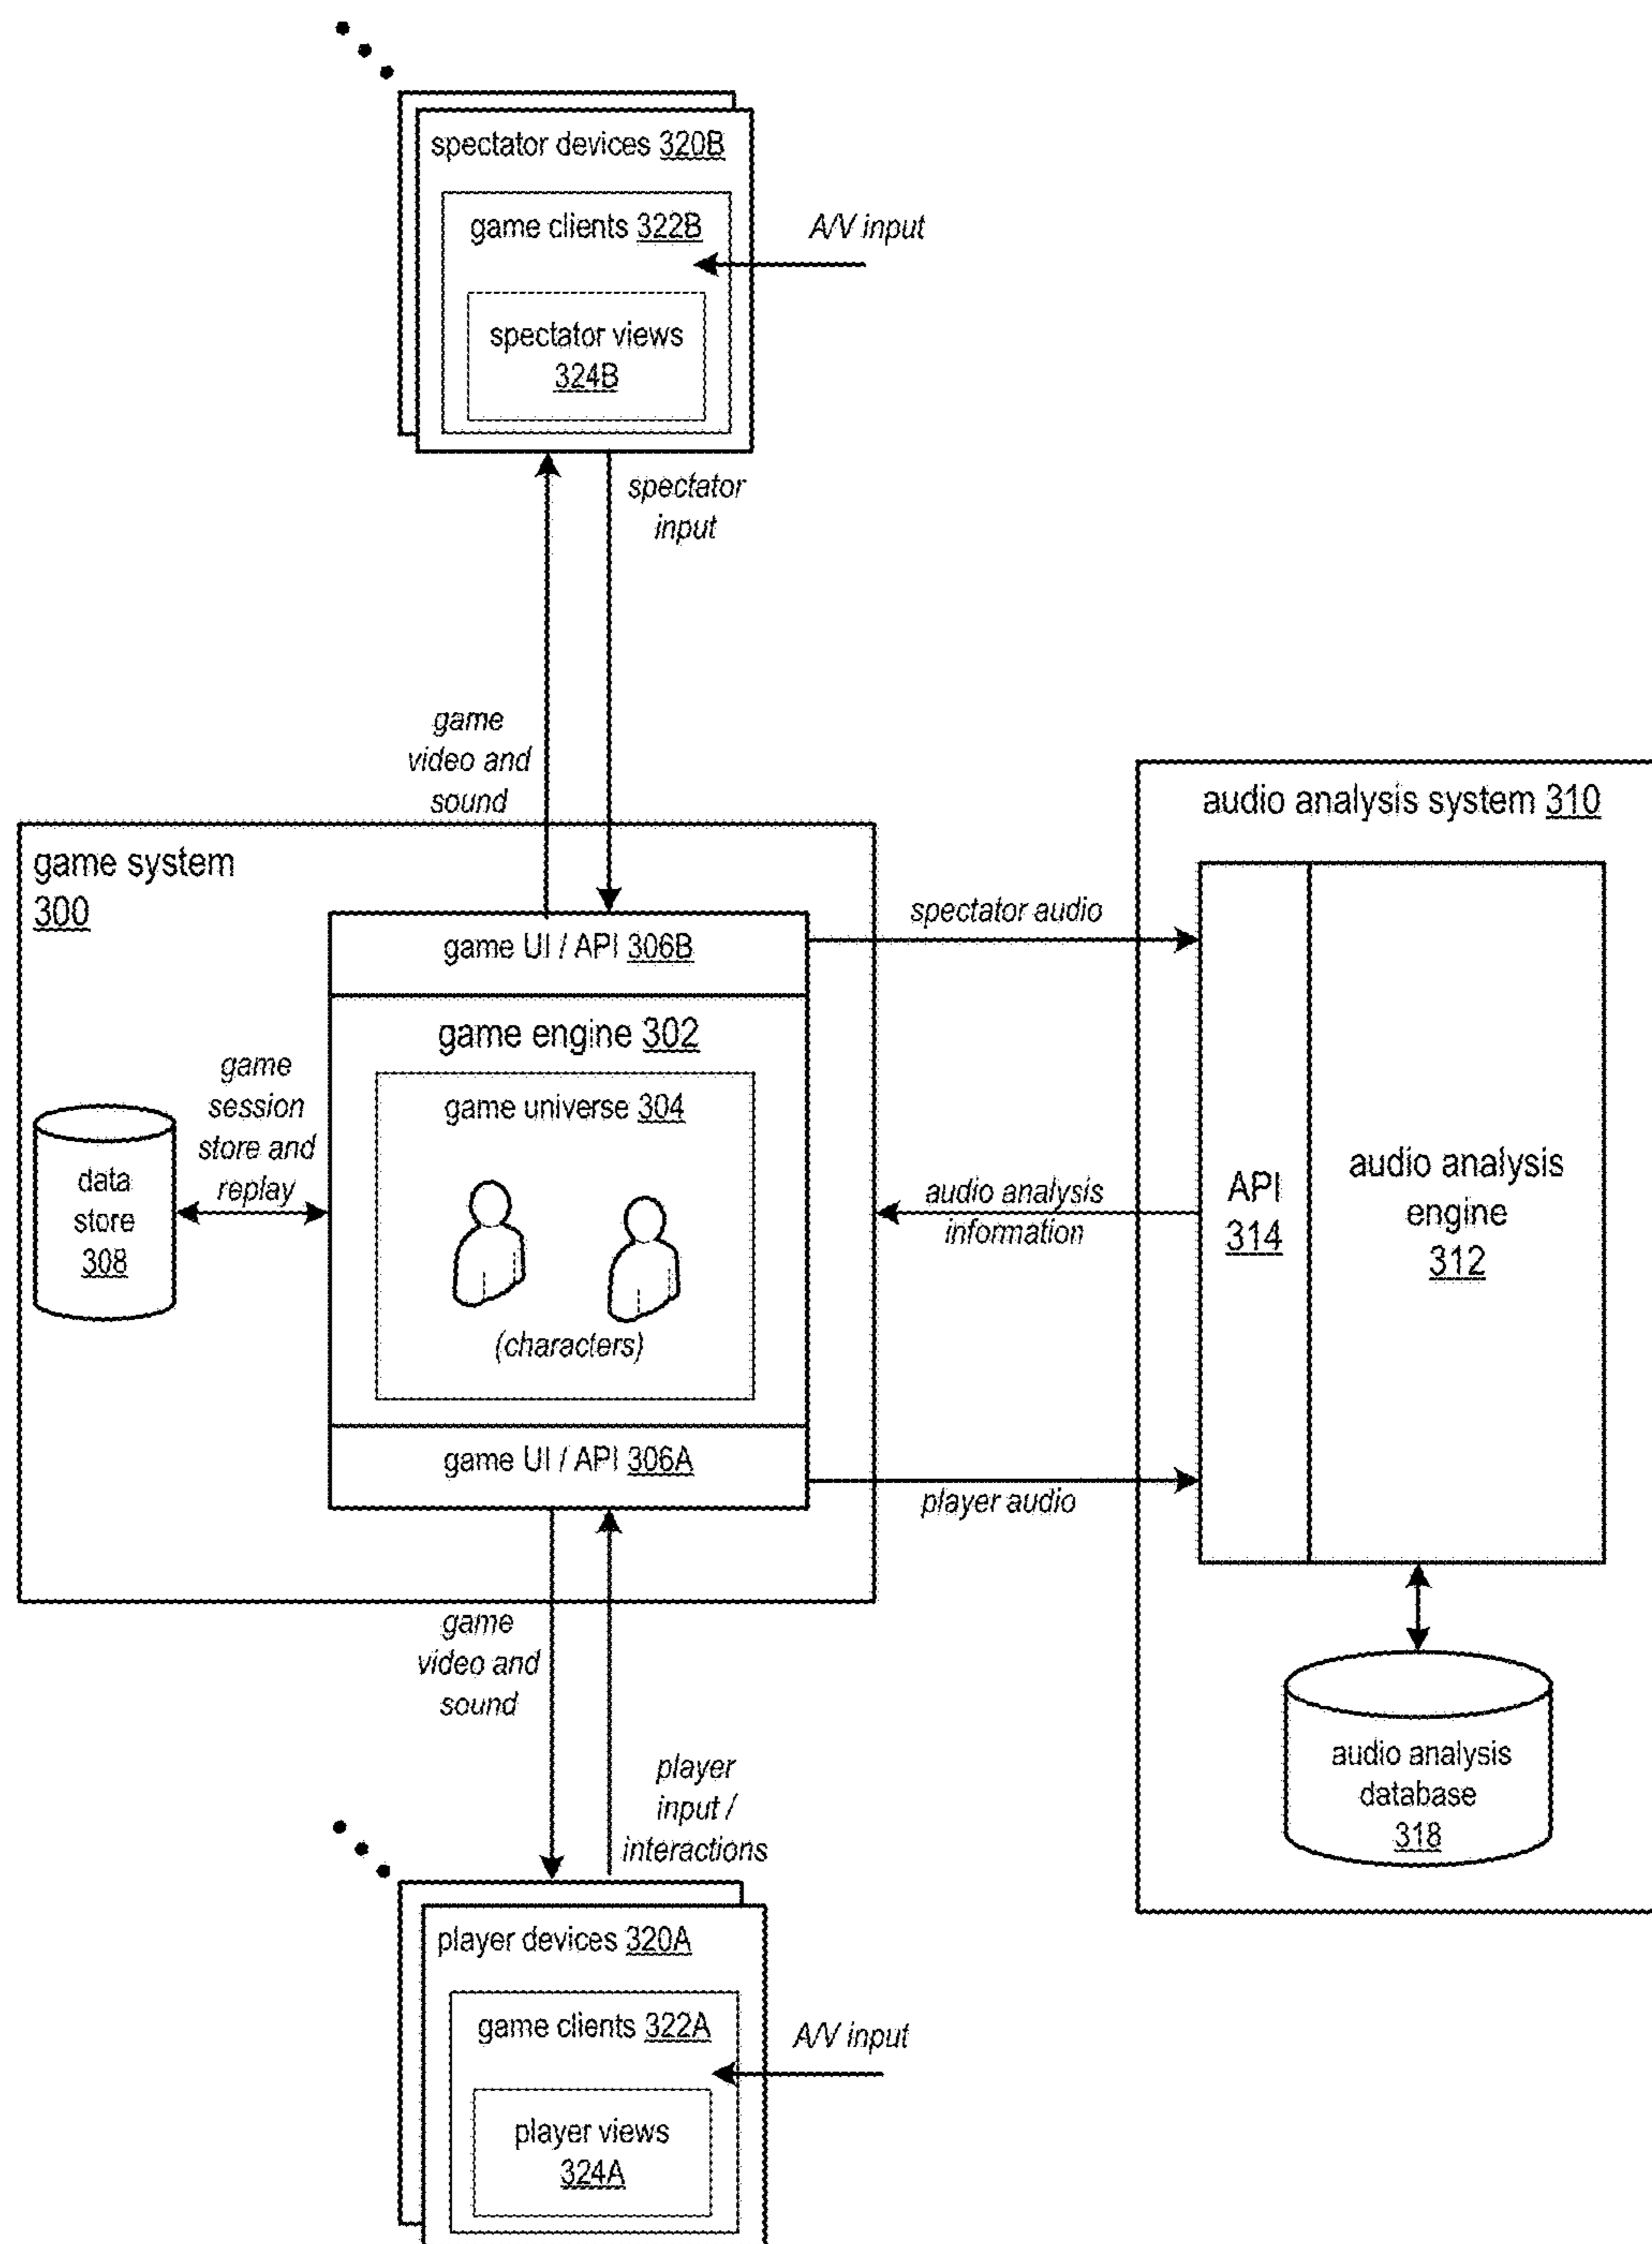 spectator devices 320B
game clients 322B
A/V input
spectator views
324B
spectator
input
game
video and
sound
audio analysis system 310
game system
300
game UI / API 306B
spectator audio
game engine 302
game universe 304
(characters)
game
session
store and
replay
data
store
308
audio analysis
information
API
314
audio analysis
engine
312
game UI / API 306A
player audio
game
video and
sound
player
input /
interactions
audio analysis
database
318
player devices 320A
game clients 322A
A/V input
player views
324A